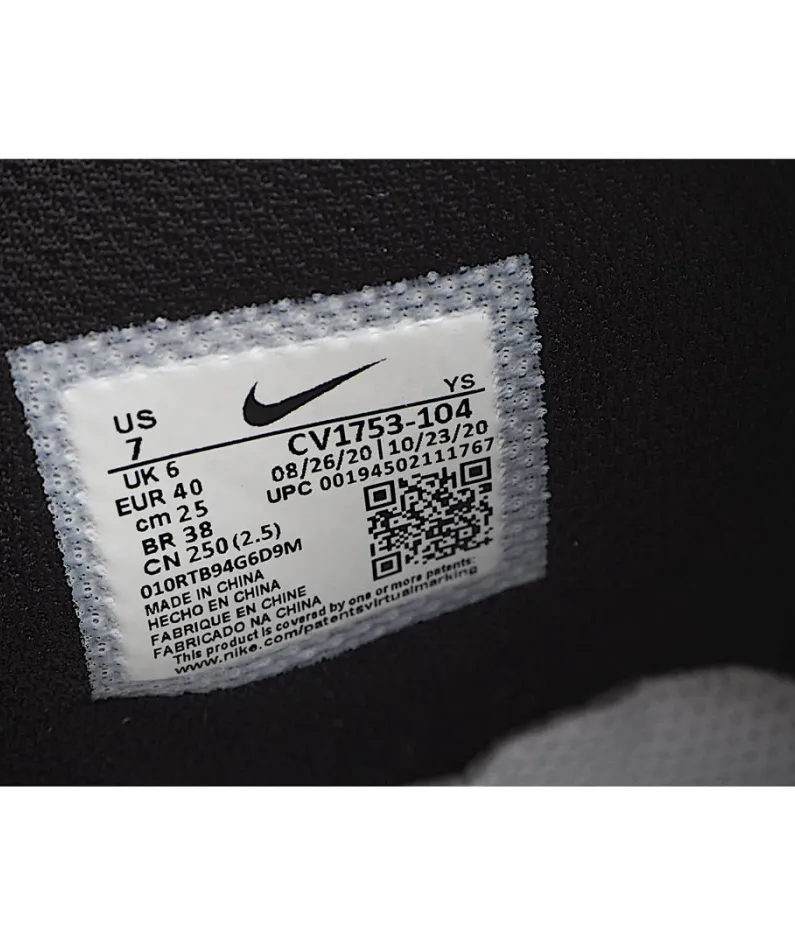 US YS
7 CV1753-104
UK 6 08/26/20 | 10/23/20
EUR 40 UPC 00194502111767
cm 25
BR 38
CN 250 (2.5)
010RTB94G6D9M
MADE IN CHINA
HECHO EN CHINA
FABRIQUE EN CHINE
FABRICADO NA CHINA
This product is covered by one or more patents:
www.nike.com/patentsvirtualmarking